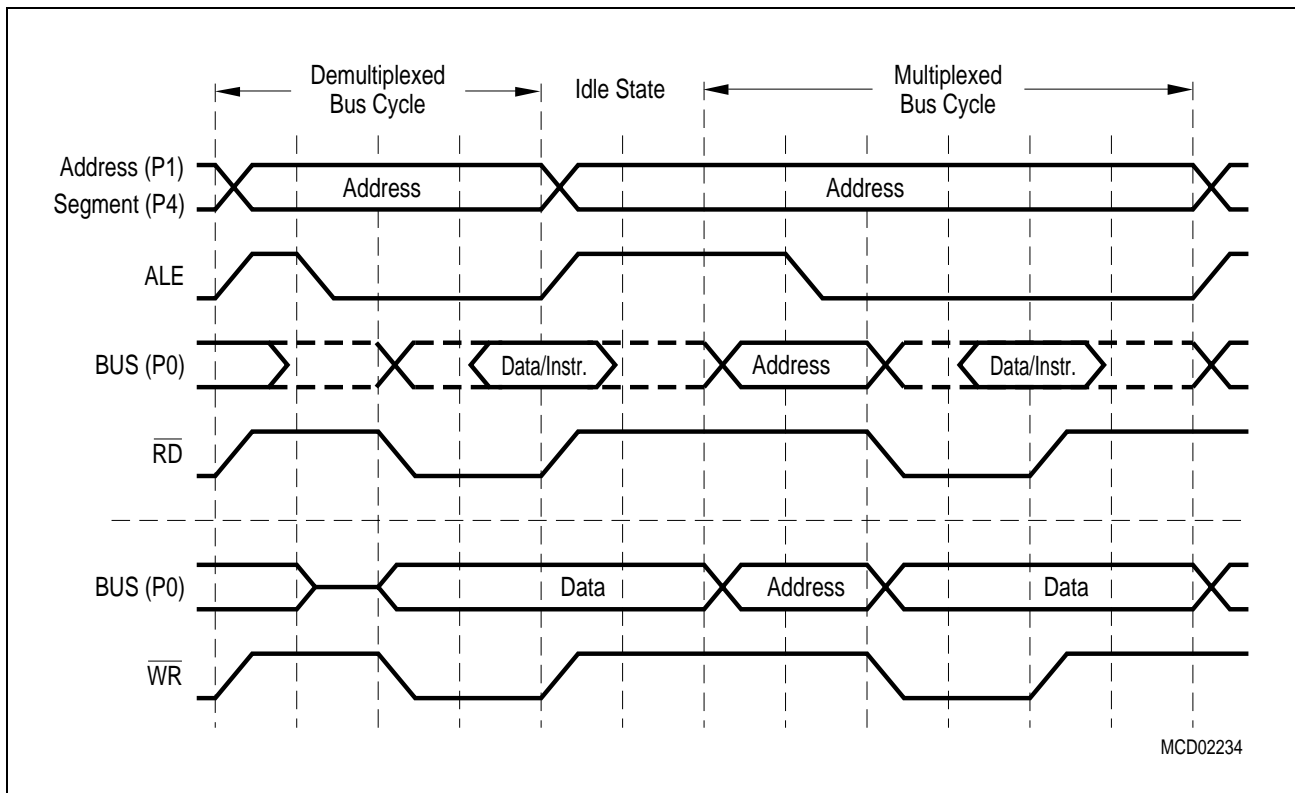 Demultiplexed
Bus Cycle
Idle State
Multiplexed
Bus Cycle
Address (P1)
Segment (P4)
Address
Address
ALE
BUS (P0)
Data/Instr.
Address
Data/Instr.
RD
BUS (P0)
Data
Address
Data
WR
MCD02234